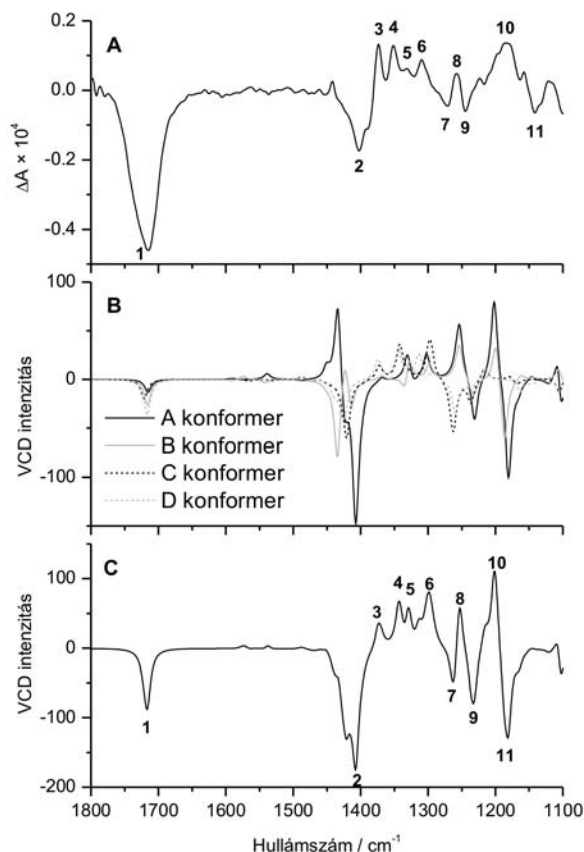 A
ΔA × 10⁴
0.2
0.0
-0.2
-0.4
1
2
3
4
5
6
7
8
9
10
11
B
VCD intenzitás
100
0
-100
A konformer
B konformer
C konformer
D konformer
C
VCD intenzitás
100
0
-100
-200
1
2
3
4
5
6
7
8
9
10
11
1800 1700 1600 1500 1400 1300 1200 1100
Hullámszám / cm⁻¹